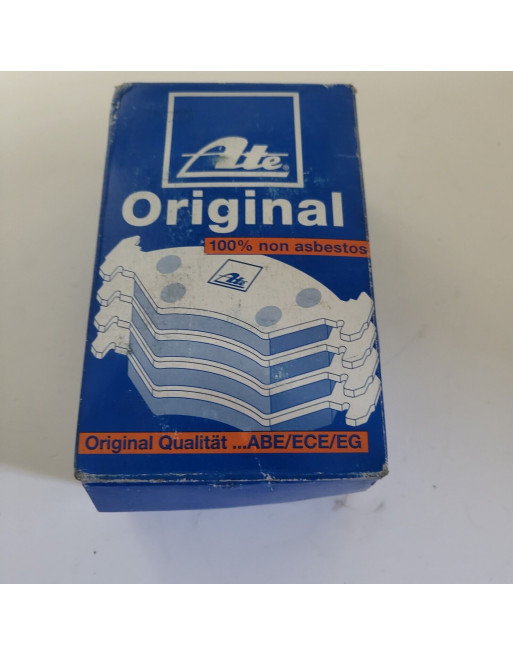 Ate®
Original
100% non asbestos
Ate
Original Qualität ...ABE/ECE/EG